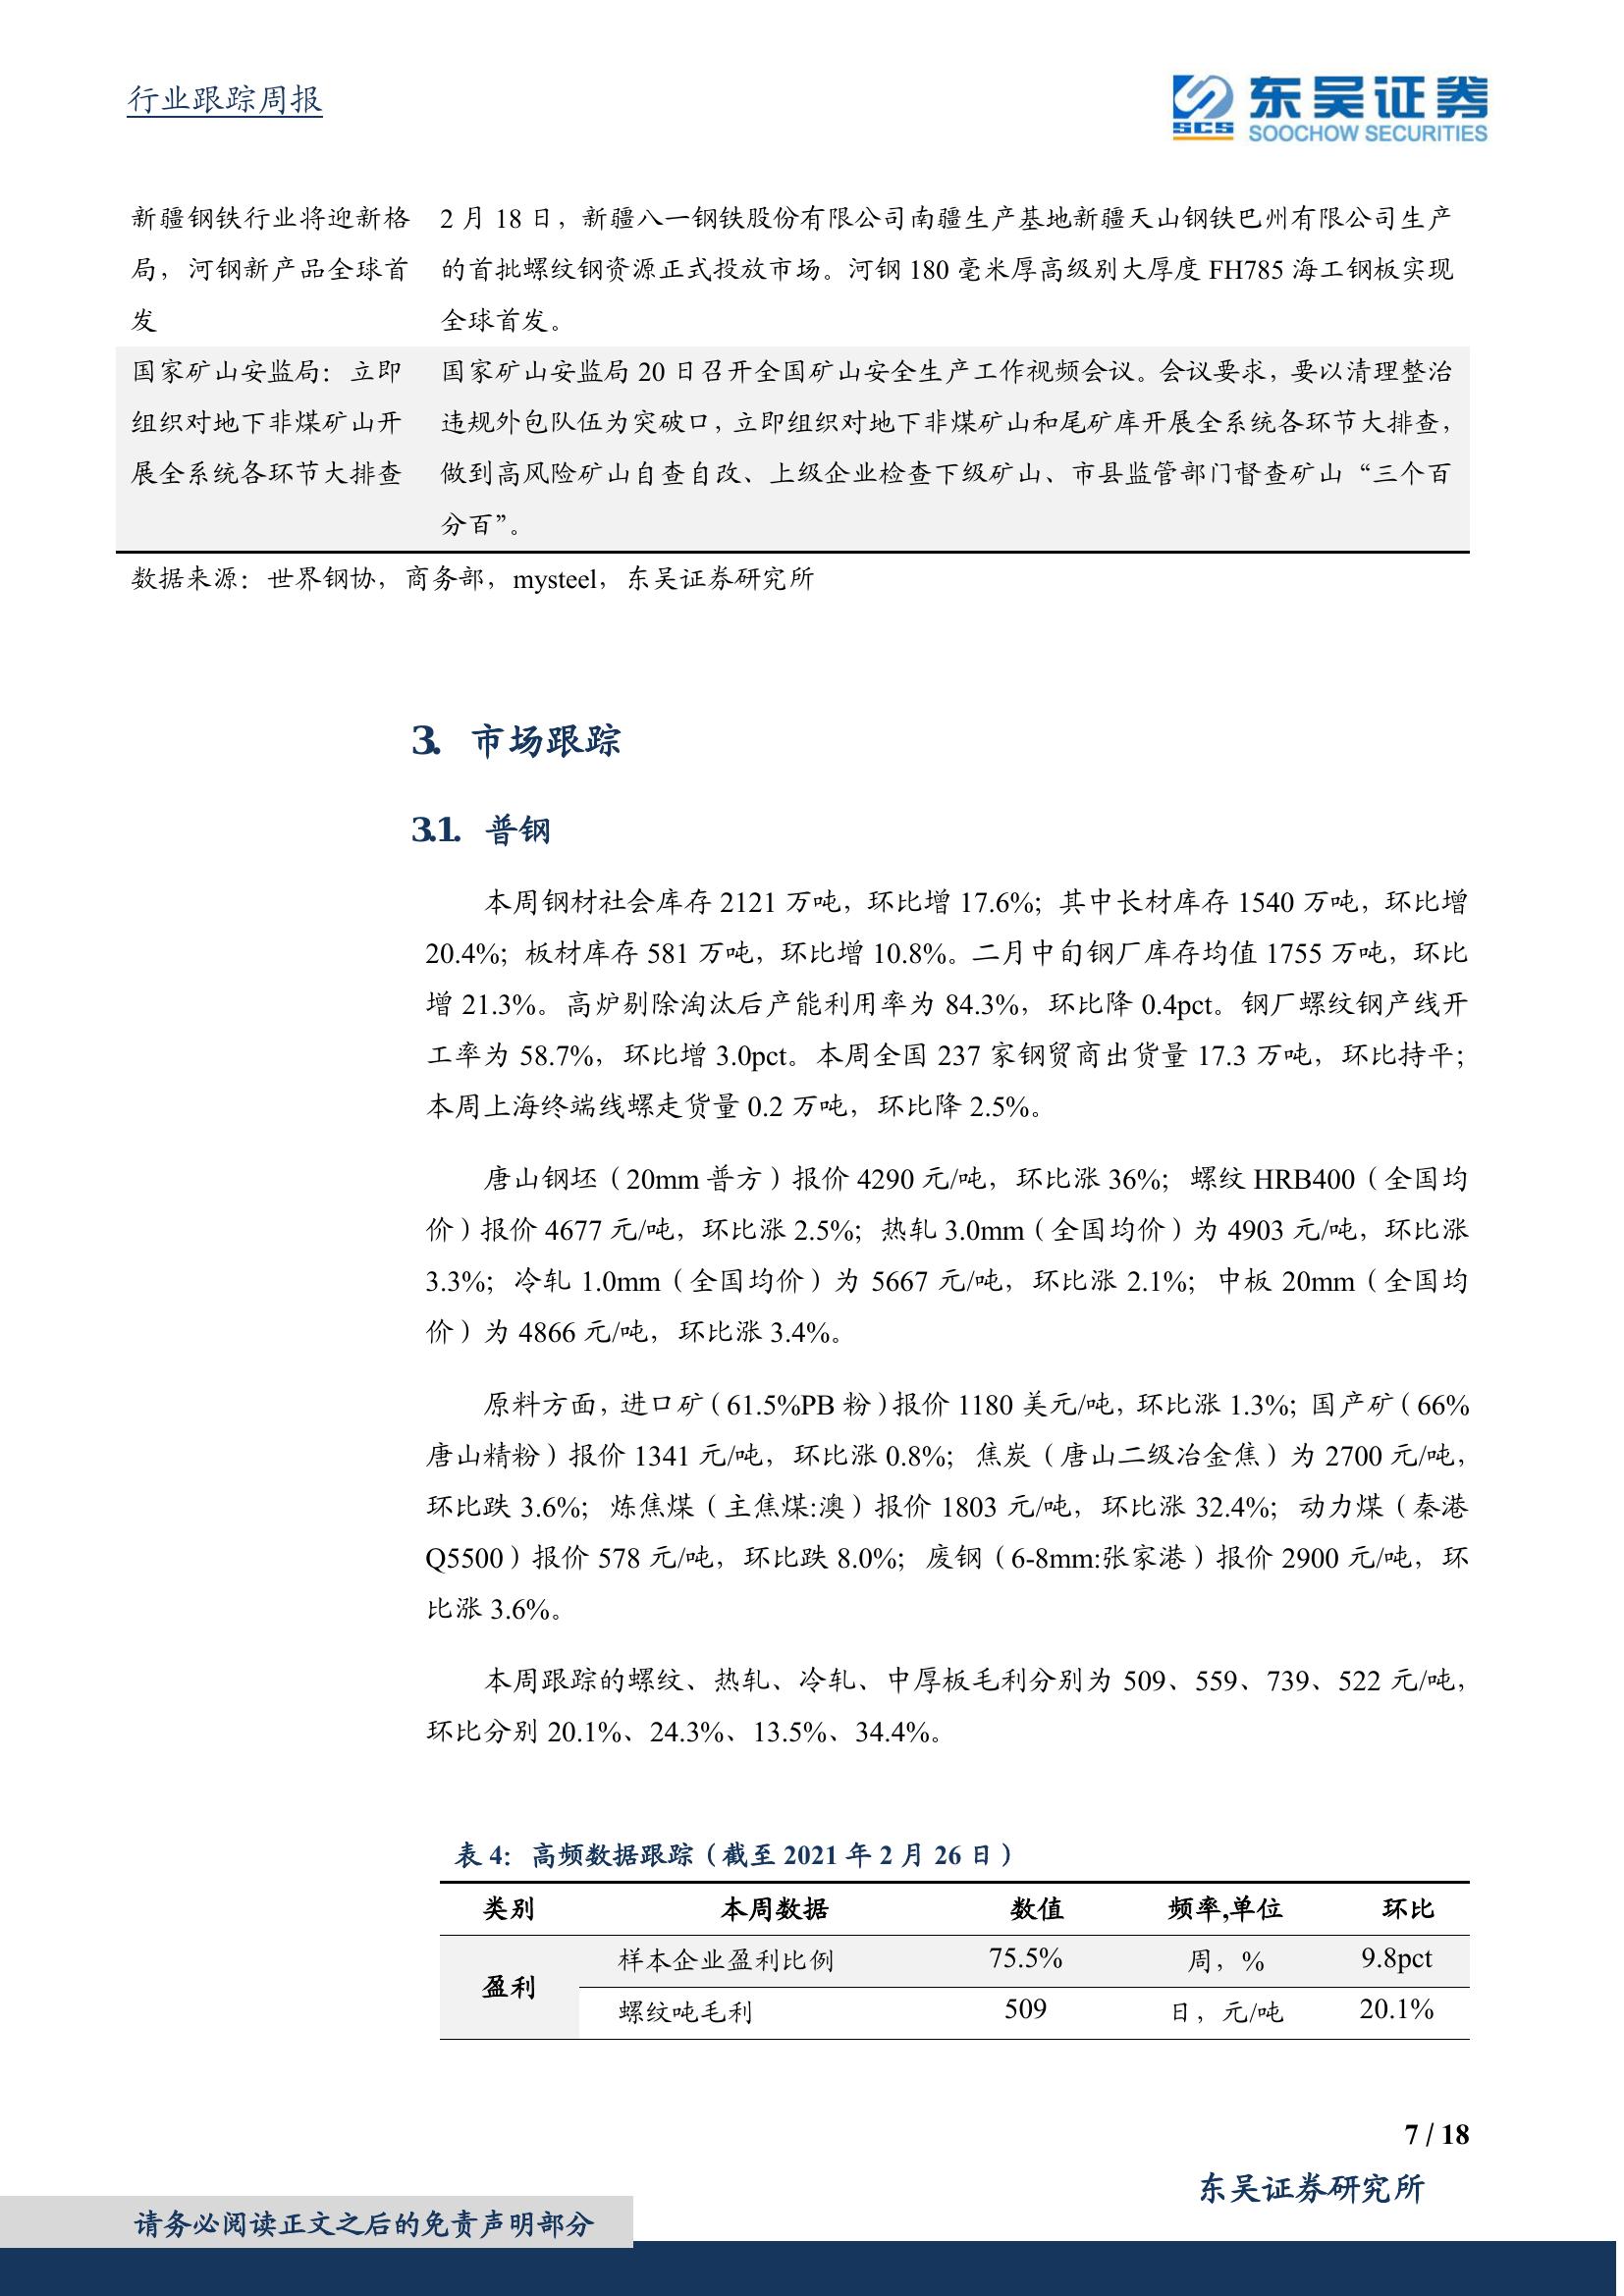 行业跟踪周报
SCS
东吴证券
SOOCHOW SECURITIES
新疆钢铁行业将迎新格
局，河钢新产品全球首
发
2 月 18 日，新疆八一钢铁股份有限公司南疆生产基地新疆天山钢铁巴州有限公司生产
的首批螺纹钢资源正式投放市场。河钢 180 毫米厚高级别大厚度 FH785 海工钢板实现
全球首发。
国家矿山安监局：立即
组织对地下非煤矿山开
展全系统各环节大排查
国家矿山安监局 20 日召开全国矿山安全生产工作视频会议。会议要求，要以清理整治
违规外包队伍为突破口，立即组织对地下非煤矿山和尾矿库开展全系统各环节大排查，
做到高风险矿山自查自改、上级企业检查下级矿山、市县监管部门督查矿山“三个百
分百”。
数据来源：世界钢协，商务部，mysteel，东吴证券研究所
3. 市场跟踪
3.1. 普钢
本周钢材社会库存 2121 万吨，环比增 17.6%；其中长材库存 1540 万吨，环比增
20.4%；板材库存 581 万吨，环比增 10.8%。二月中旬钢厂库存均值 1755 万吨，环比
增 21.3%。高炉剔除淘汰后产能利用率为 84.3%，环比降 0.4pct。钢厂螺纹钢产线开
工率为 58.7%，环比增 3.0pct。本周全国 237 家钢贸商出货量 17.3 万吨，环比持平；
本周上海终端线螺走货量 0.2 万吨，环比降 2.5%。
唐山钢坯（20mm 普方）报价 4290 元/吨，环比涨 36%；螺纹 HRB400（全国均
价）报价 4677 元/吨，环比涨 2.5%；热轧 3.0mm（全国均价）为 4903 元/吨，环比涨
3.3%；冷轧 1.0mm（全国均价）为 5667 元/吨，环比涨 2.1%；中板 20mm（全国均
价）为 4866 元/吨，环比涨 3.4%。
原料方面，进口矿（61.5%PB 粉）报价 1180 美元/吨，环比涨 1.3%；国产矿（66%
唐山精粉）报价 1341 元/吨，环比涨 0.8%；焦炭（唐山二级冶金焦）为 2700 元/吨，
环比跌 3.6%；炼焦煤（主焦煤:澳）报价 1803 元/吨，环比涨 32.4%；动力煤（秦港
Q5500）报价 578 元/吨，环比跌 8.0%；废钢（6-8mm:张家港）报价 2900 元/吨，环
比涨 3.6%。
本周跟踪的螺纹、热轧、冷轧、中厚板毛利分别为 509、559、739、522 元/吨，
环比分别 20.1%、24.3%、13.5%、34.4%。
表 4：高频数据跟踪（截至 2021 年 2 月 26 日）
类别 本周数据 数值 频率,单位 环比
盈利
样本企业盈利比例 75.5% 周，% 9.8pct
螺纹吨毛利 509 日，元/吨 20.1%
7 / 18
东吴证券研究所
请务必阅读正文之后的免责声明部分